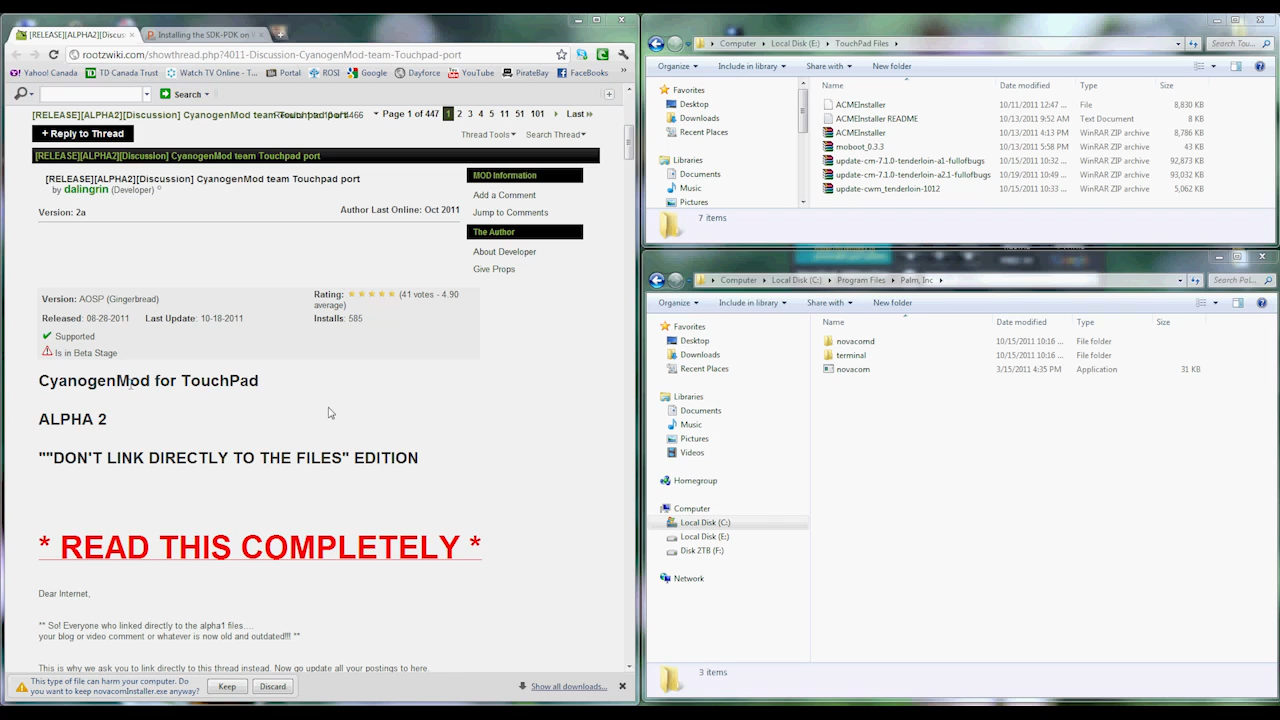 [RELEASE][ALPHA2][Discuss
Installing the SDK-PDK on
rootzwiki.com/showthread.php?4011-Discussion-CyanogenMod-team-Touchpad-port
Yahoo! Canada TD Canada Trust Watch TV Online - T... Portal ROSI Google Dayforce YouTube PirateBay FaceBooks »
Search
Page 1 of 447 1 2 3 4 5 11 51 101 Last »
+ Reply to Thread
Thread Tools Search Thread
[RELEASE][ALPHA2][Discussion] CyanogenMod team Touchpad port
[RELEASE][ALPHA2][Discussion] CyanogenMod team Touchpad port
by dalingrin (Developer)
Version: 2a
Author Last Online: Oct 2011
MOD Information
Add a Comment
Jump to Comments
The Author
About Developer
Give Props
Version: AOSP (Gingerbread)
Rating: (41 votes - 4.90 average)
Released: 08-28-2011 Last Update: 10-18-2011
Installs: 585
Supported
Is in Beta Stage
CyanogenMod for TouchPad
ALPHA 2
""DON'T LINK DIRECTLY TO THE FILES" EDITION
* READ THIS COMPLETELY *
Dear Internet,
** So! Everyone who linked directly to the alpha1 files....
your blog or video comment or whatever is now old and outdated!!! **
This is why we ask you to link directly to this thread instead. Now go update all your postings to here.
This type of file can harm your computer. Do
you want to keep novacomInstaller.exe anyway?
Keep
Discard
Show all downloads...
Computer Local Disk (E:) TouchPad Files
Search Tou...
Organize Include in library Share with New folder
Favorites
Desktop
Downloads
Recent Places
Libraries
Documents
Music
Pictures
Name Date modified Type Size
ACMEInstaller 10/11/2011 12:47 ... File 8,830 KB
ACMEInstaller README 10/13/2011 9:52 AM Text Document 8 KB
ACMEInstaller 10/13/2011 4:13 PM WinRAR ZIP archive 8,786 KB
moboot_0.3.3 10/13/2011 5:58 PM WinRAR ZIP archive 43 KB
update-cm-7.1.0-tenderloin-a1-fullofbugs 10/15/2011 10:32 ... WinRAR ZIP archive 92,873 KB
update-cm-7.1.0-tenderloin-a2.1-fullofbugs 10/19/2011 10:49 ... WinRAR ZIP archive 93,032 KB
update-cwm_tenderloin-1012 10/15/2011 10:33 ... WinRAR ZIP archive 5,062 KB
7 items
Computer Local Disk (C:) Program Files Palm, Inc
Search Pal...
Organize Include in library Share with New folder
Favorites
Desktop
Downloads
Recent Places
Libraries
Documents
Music
Pictures
Videos
Homegroup
Computer
Local Disk (C:)
Local Disk (E:)
Disk 2TB (F:)
Network
Name Date modified Type Size
novacomd 10/15/2011 10:16 ... File folder
terminal 10/15/2011 10:16 ... File folder
novacom 3/15/2011 4:35 PM Application 31 KB
3 items